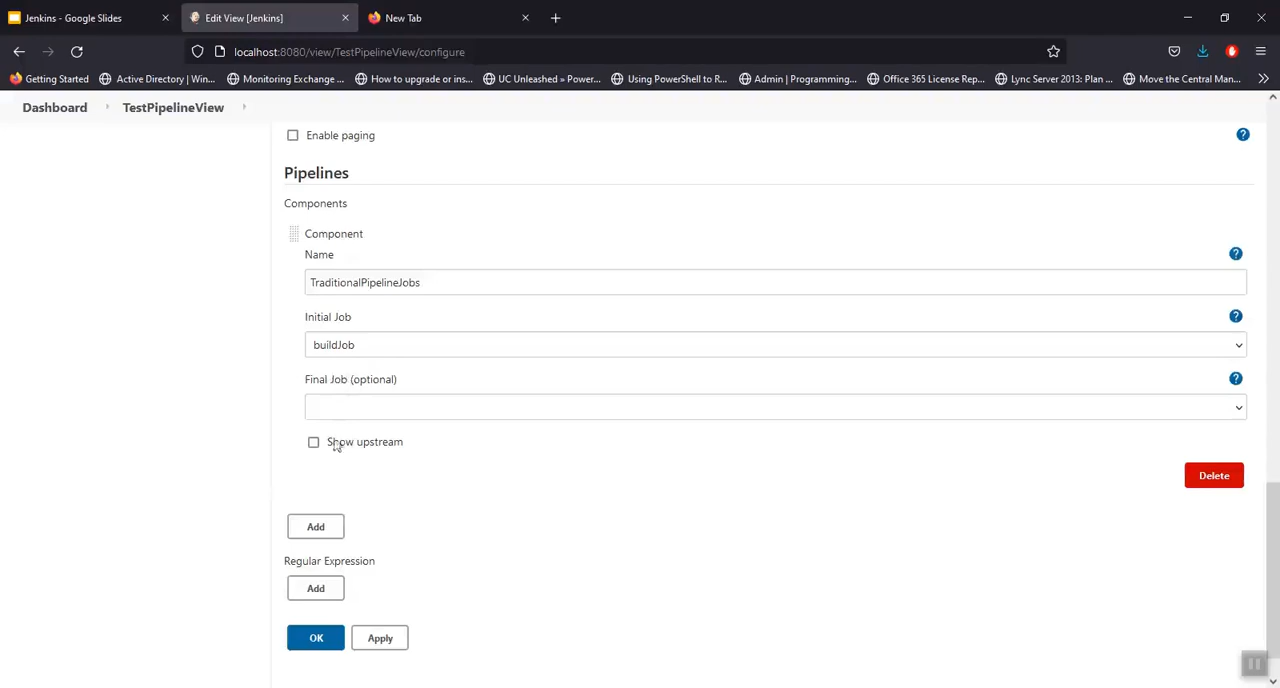 Jenkins - Google Slides
Edit View [Jenkins]
New Tab
localhost:8080/view/TestPipelineView/configure
Getting Started
Active Directory | Win...
Monitoring Exchange ...
How to upgrade or ins...
UC Unleashed » Power...
Using PowerShell to R...
Admin | Programming...
Office 365 License Rep...
Lync Server 2013: Plan ...
Move the Central Man...
Dashboard
TestPipelineView
Enable paging
Pipelines
Components
Component
Name
TraditionalPipelineJobs
Initial Job
buildJob
Final Job (optional)
Show upstream
Delete
Add
Regular Expression
Add
OK
Apply